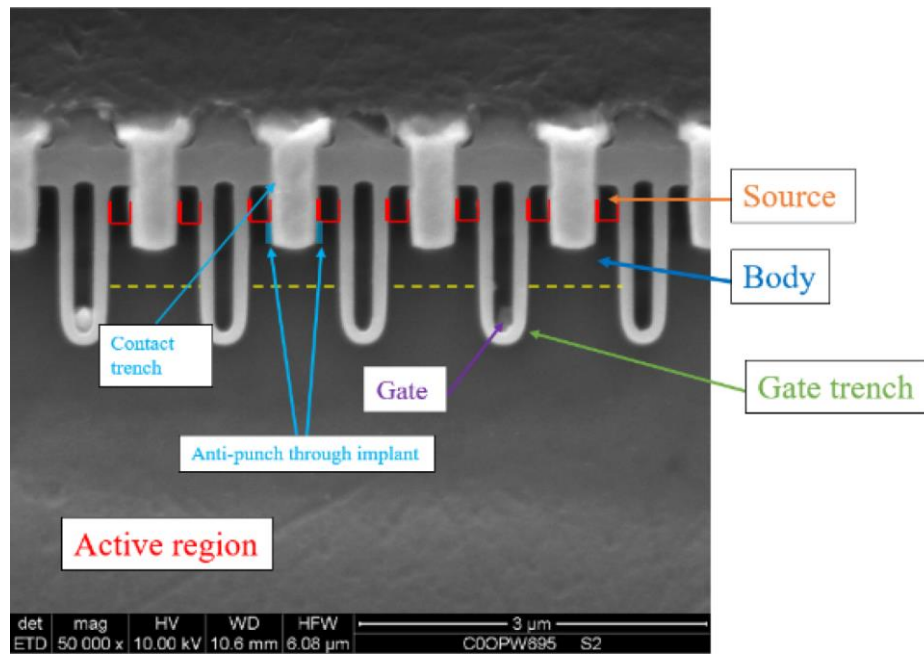 Source
Body
Contact
trench
Gate
Gate trench
Anti-punch through implant
Active region
det mag HV WD HFW 3 μm
ETD 50 000 x 10.00 kV 10.6 mm 6.08 μm C0OPW695 S2